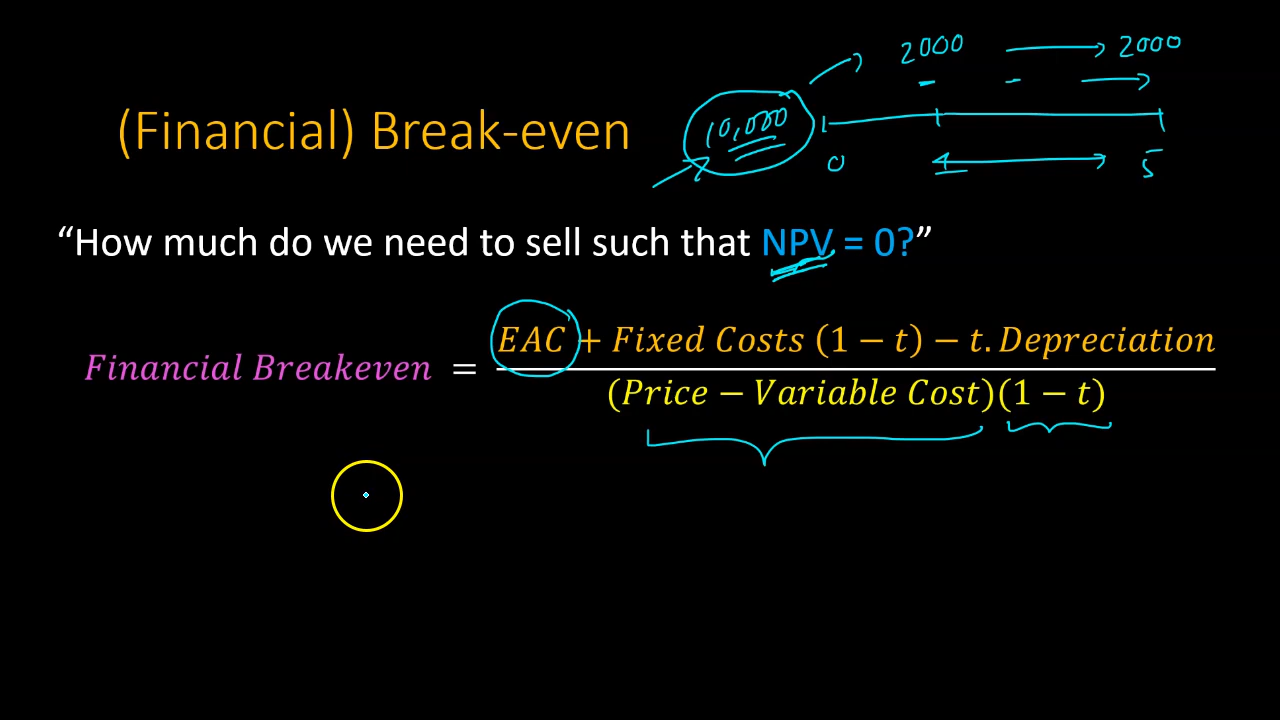 2000 2000
(Financial) Break-even 10,000
0 1 5
“How much do we need to sell such that NPV = 0?”
Financial Breakeven = EAC + Fixed Costs (1 − t) − t. Depreciation
(Price − Variable Cost)(1 − t)